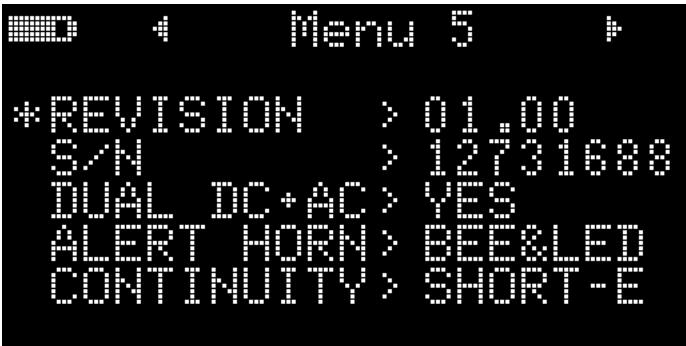 Menu 5
*REVISION > 01.00
S/N > 12731688
DUAL DC+AC> YES
ALERT HORN> BEE&LED
CONTINUITY> SHORT-E